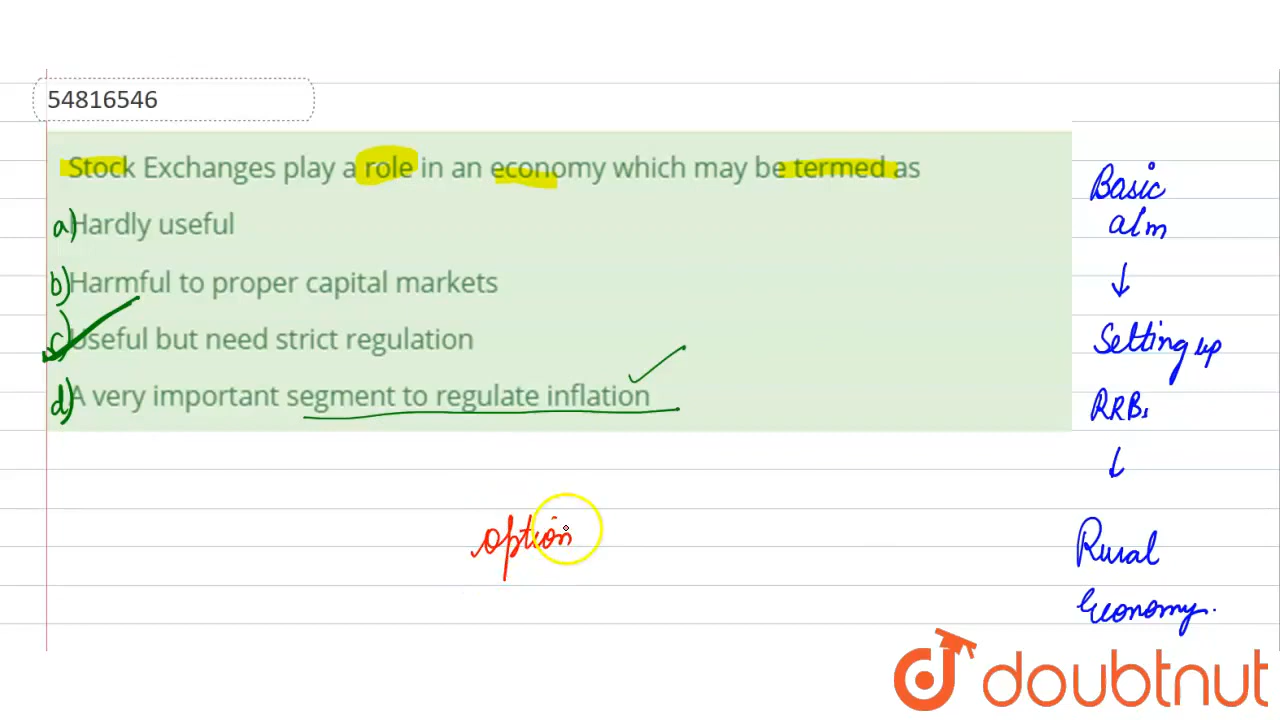 54816546
Stock Exchanges play a role in an economy which may be termed as
a) Hardly useful
b) Harmful to proper capital markets
c) Useful but need strict regulation
d) A very important segment to regulate inflation
option
Basic
aim
Setting up
RRBs
Rural
Economy.
doubtnut